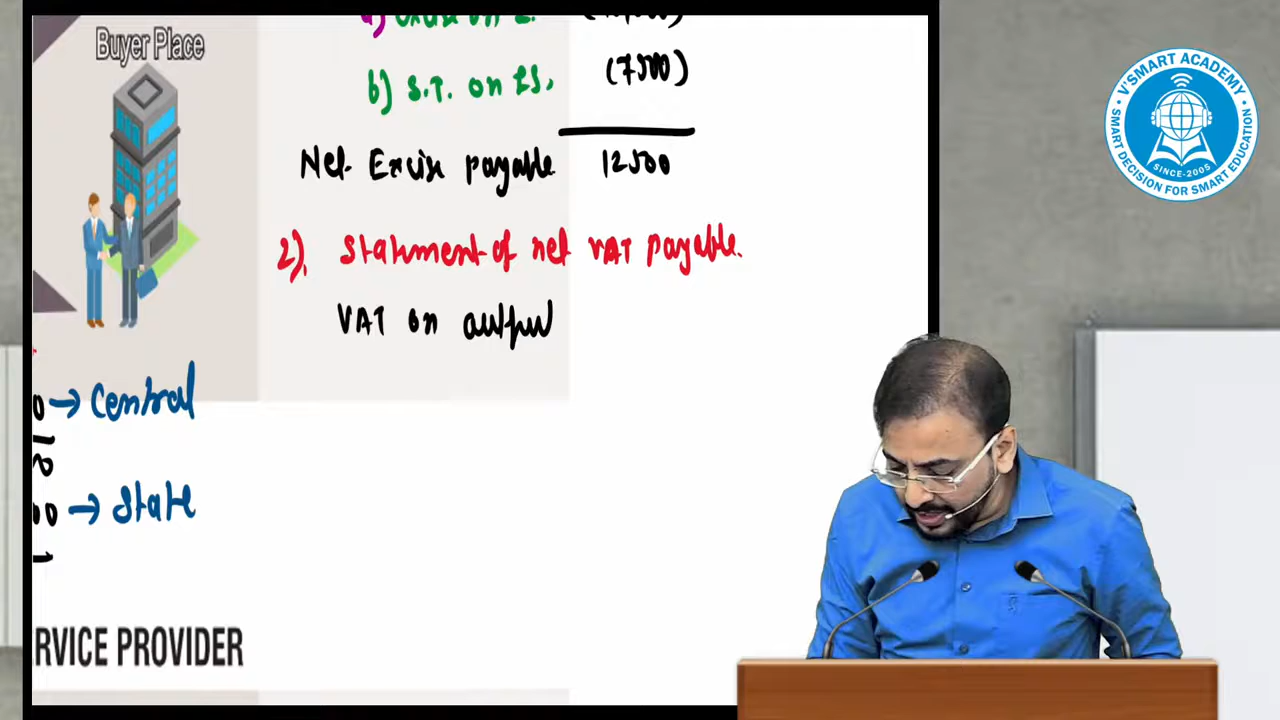 Buyer Place
b) S.T. on IS. (7500)
Net Excise payable 12500
2). Statement of net VAT payable.
VAT on output
→ Central
→ State
RVICE PROVIDER
V'SMART ACADEMY
SMART DECISION FOR SMART EDUCATION
SINCE-2005